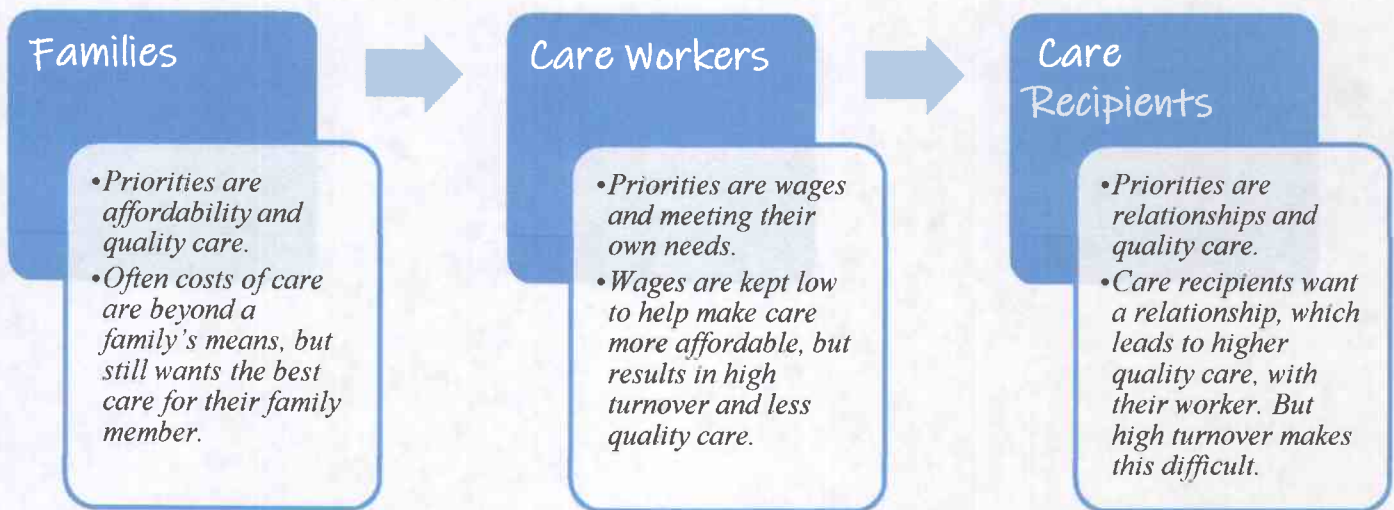 Families
•Priorities are
affordability and
quality care.
•Often costs of care
are beyond a
family's means, but
still wants the best
care for their family
member.
Care Workers
•Priorities are wages
and meeting their
own needs.
•Wages are kept low
to help make care
more affordable, but
results in high
turnover and less
quality care.
Care
Recipients
•Priorities are
relationships and
quality care.
•Care recipients want
a relationship, which
leads to higher
quality care, with
their worker. But
high turnover makes
this difficult.